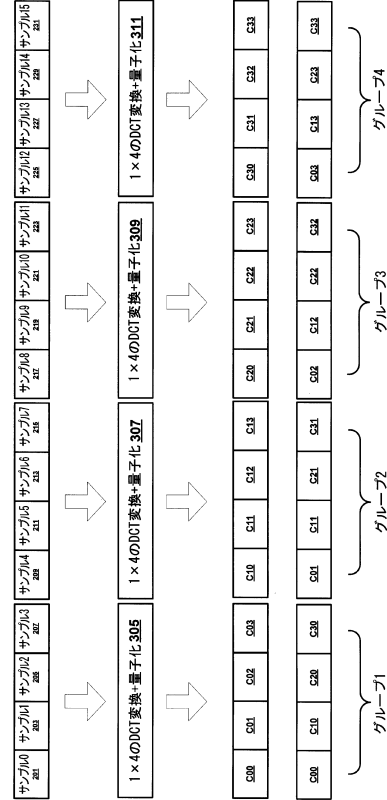 サンプル0 サンプル1 サンプル2 サンプル3 サンプル4 サンプル5 サンプル6 サンプル7 サンプル8 サンプル9 サンプル10 サンプル11 サンプル12 サンプル13 サンプル14 サンプル15
201 203 205 207 209 211 213 215 217 219 221 223 225 227 229 231
1×4のDCT変換+量子化305 1×4のDCT変換+量子化307 1×4のDCT変換+量子化309 1×4のDCT変換+量子化311
C00 C01 C02 C03 C10 C11 C12 C13 C20 C21 C22 C23 C30 C31 C32 C33
C00 C10 C20 C30 C01 C11 C21 C31 C02 C12 C22 C32 C03 C13 C23 C33
グループ1 グループ2 グループ3 グループ4